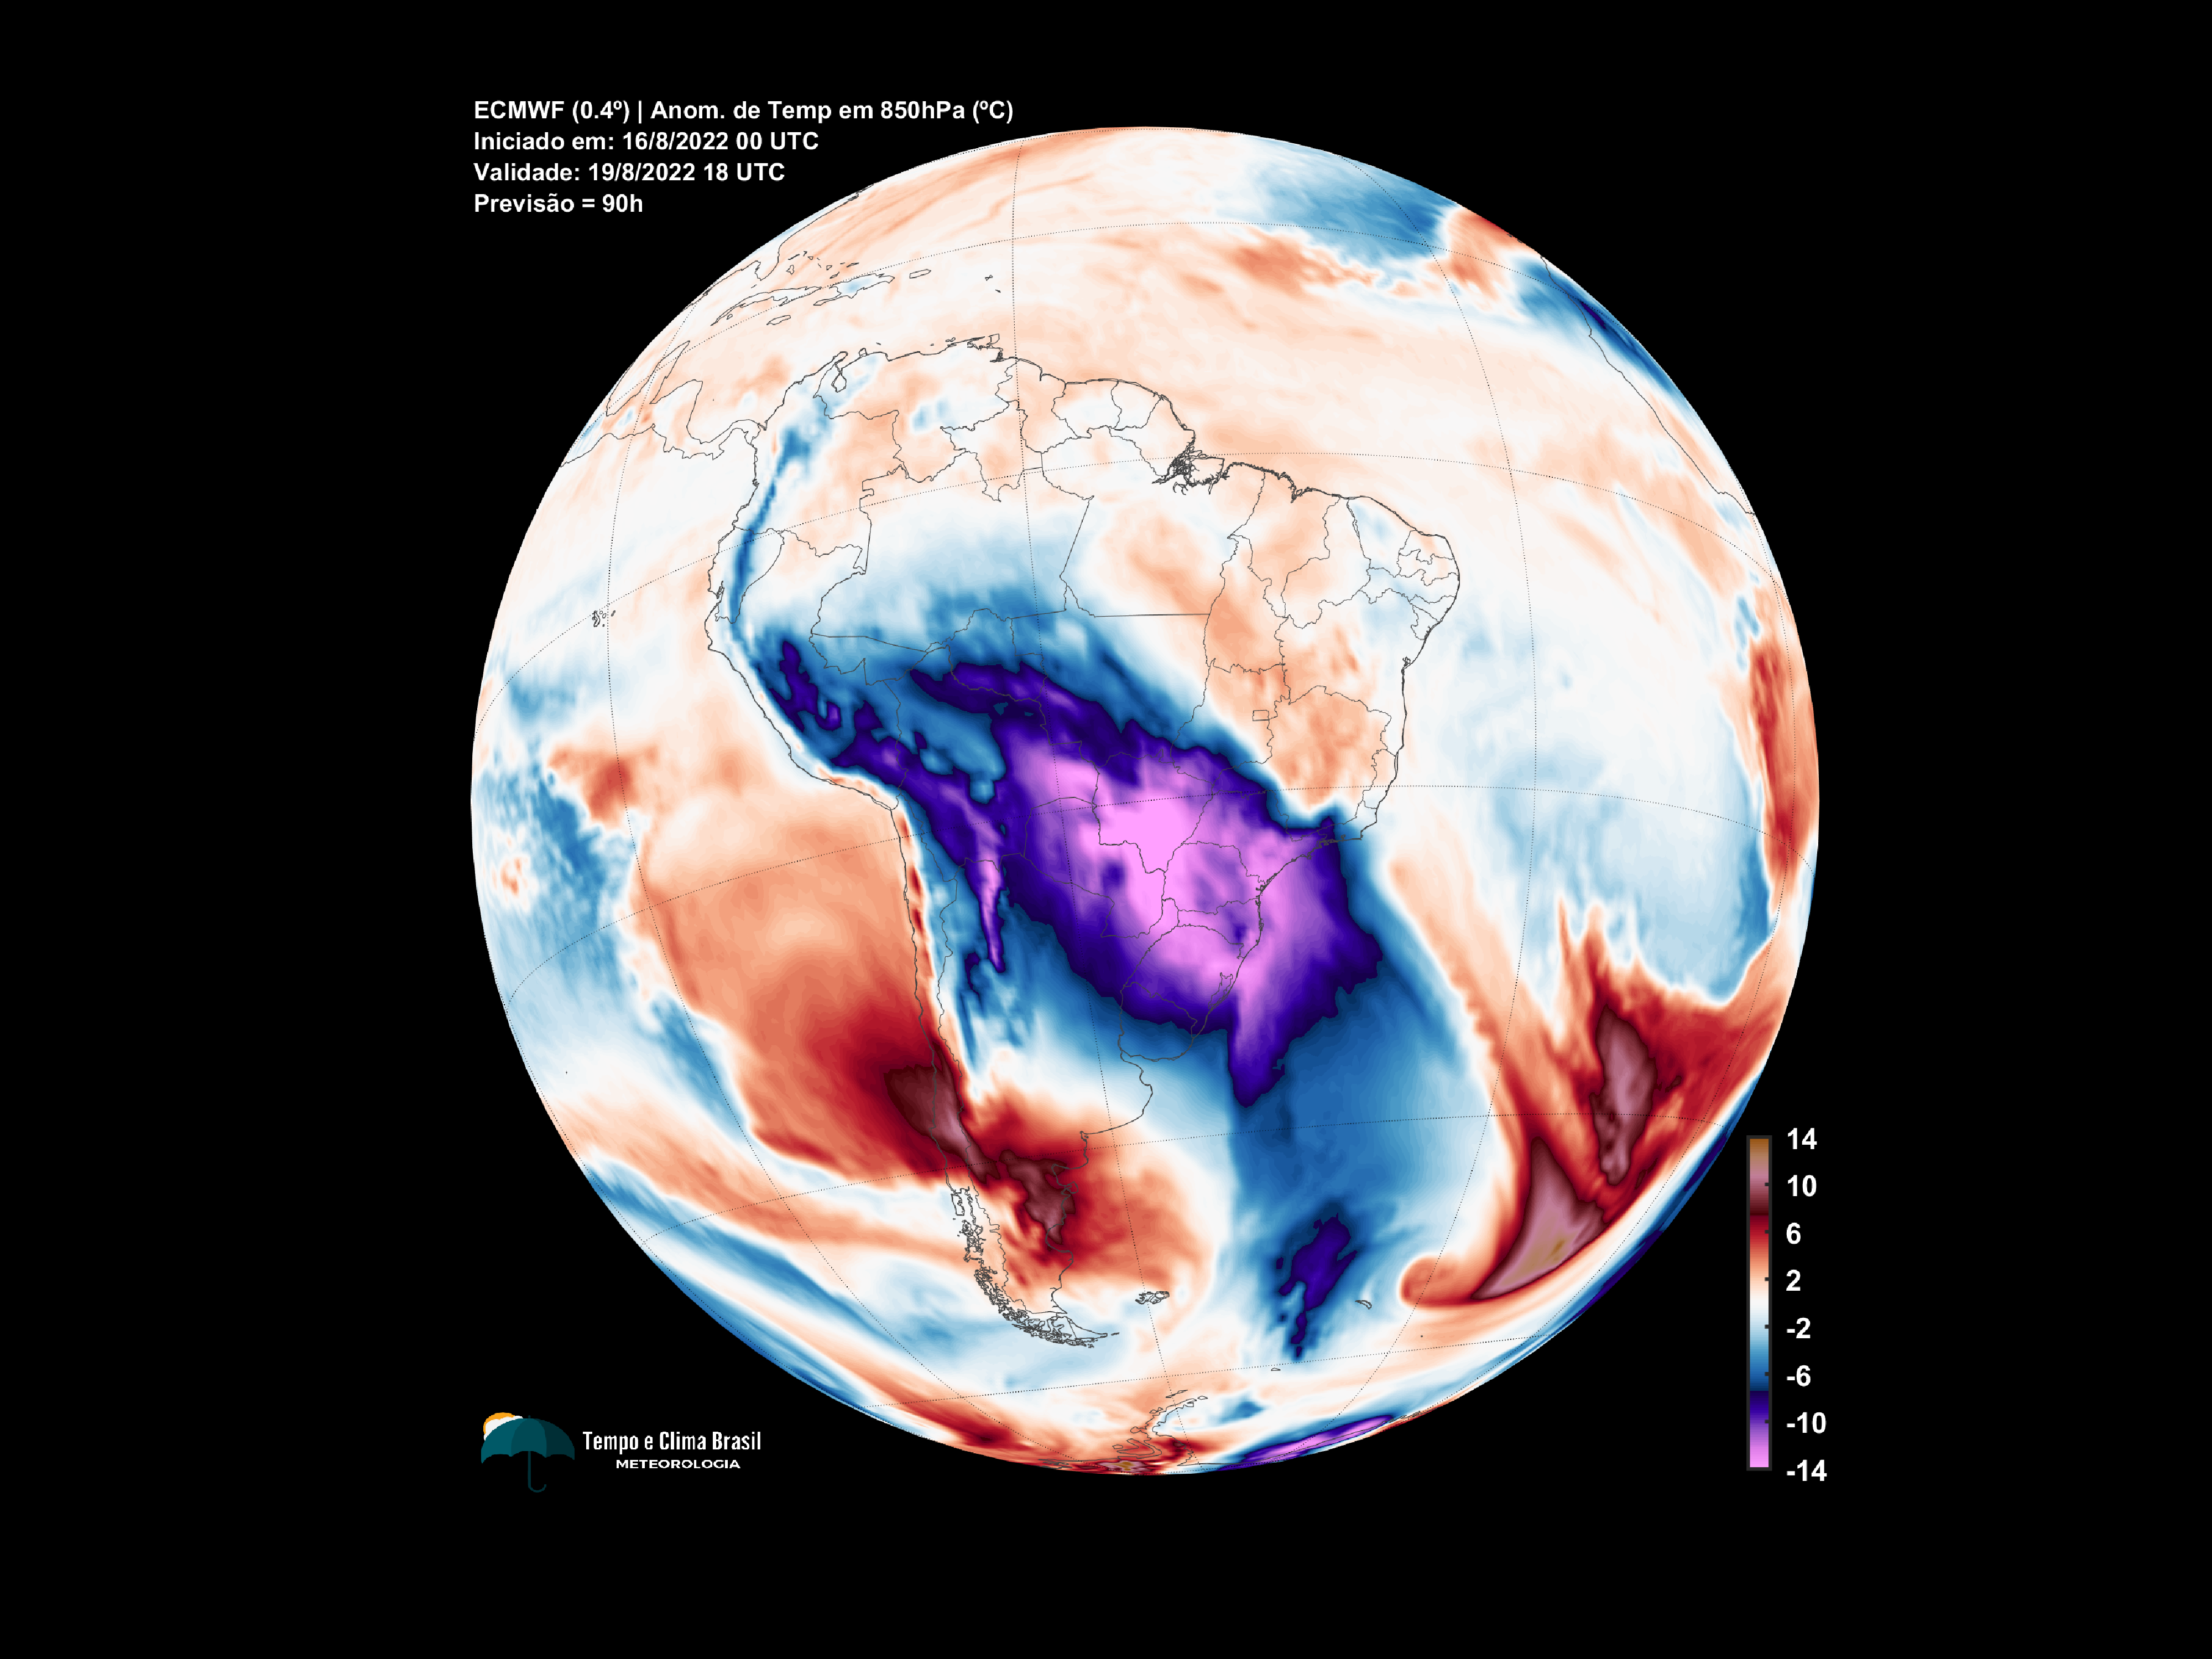 ECMWF (0.4º) | Anom. de Temp em 850hPa (ºC)
Iniciado em: 16/8/2022 00 UTC
Validade: 19/8/2022 18 UTC
Previsão = 90h
14
10
6
2
-2
-6
-10
-14
Tempo e Clima Brasil
METEOROLOGIA